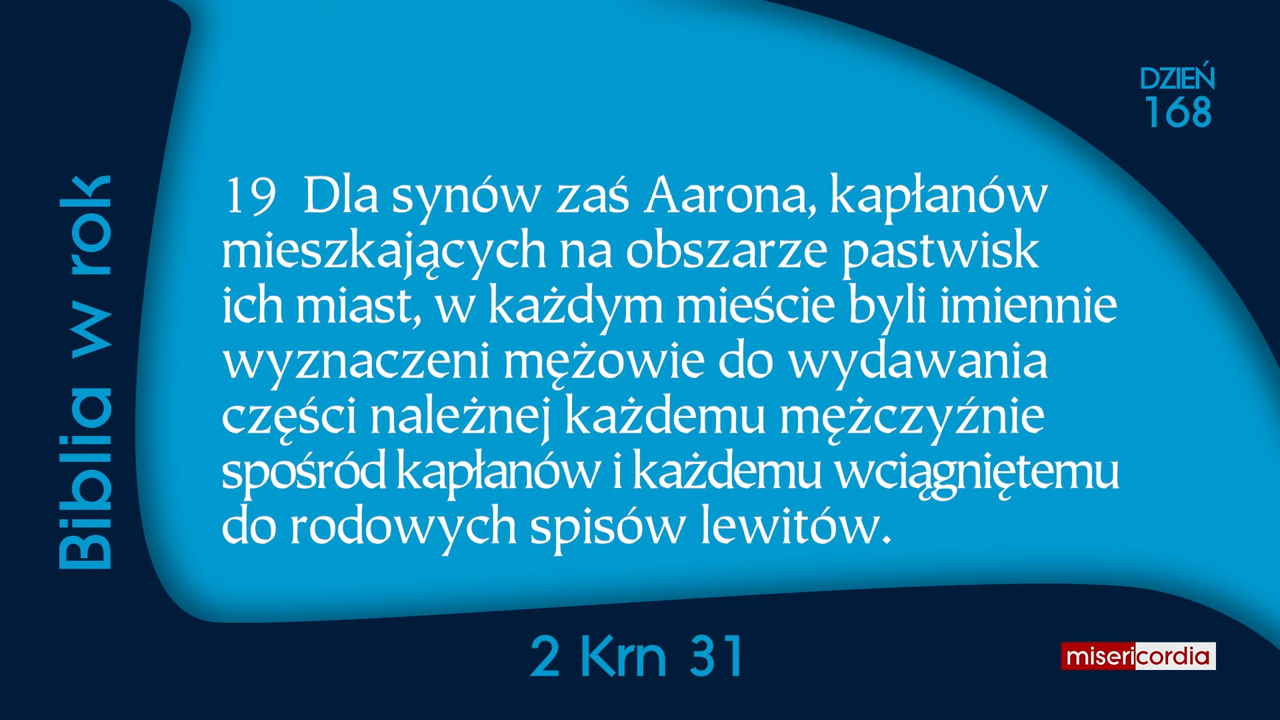 DZIEŃ
168
Biblia w rok
19 Dla synów zaś Aarona, kapłanów
mieszkających na obszarze pastwisk
ich miast, w każdym mieście byli imiennie
wyznaczeni mężowie do wydawania
części należnej każdemu mężczyźnie
spośród kapłanów i każdemu wciągniętemu
do rodowych spisów lewitów.
2 Krn 31
misericordia